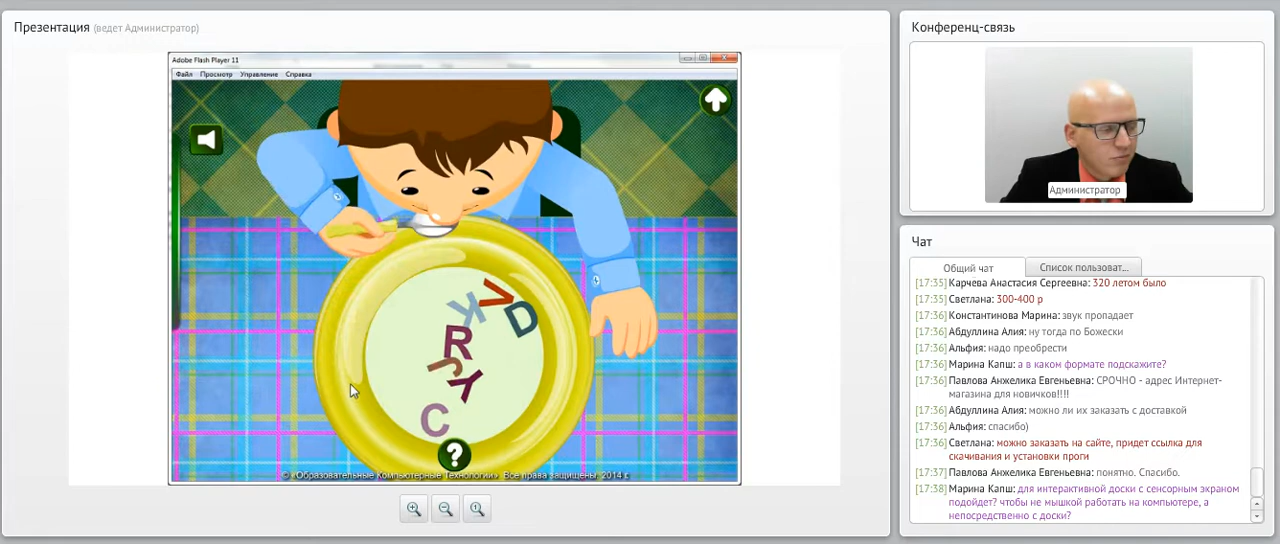 Презентация (ведет Администратор)
Adobe Flash Player 11
Файл Просмотр Управление Справка
K V D
R
J Y
C
?
© «Образовательные Компьютерные Технологии». Все права защищены. 2014 г.
Конференц-связь
Администратор
Чат
Общий чат Список пользоват...
[17:35] Карчева Анастасия Сергеевна: 320 летом было
[17:35] Светлана: 300-400 р
[17:36] Константинова Марина: звук пропадает
[17:36] Абдуллина Алия: ну тогда по Божески
[17:36] Альфия: надо преобрести
[17:36] Марина Капш: а в каком формате подскажите?
[17:36] Павлова Анжелика Евгеньевна: СРОЧНО - адрес Интернет-
магазина для новичков!!!!
[17:36] Абдуллина Алия: можно ли их заказать с доставкой
[17:36] Альфия: спасибо)
[17:36] Светлана: можно заказать на сайте, придет ссылка для
скачивания и установки проги
[17:37] Павлова Анжелика Евгеньевна: понятно. Спасибо.
[17:38] Марина Капш: для интерактивной доски с сенсорным экраном
подойдет? чтобы не мышкой работать на компьютере, а
непосредственно с доски?